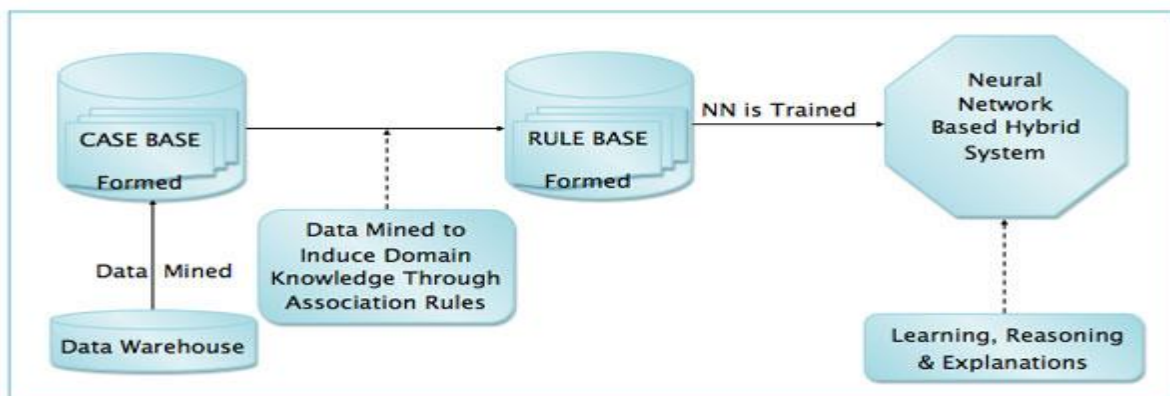 CASE BASE
Formed
Data Mined
Data Warehouse
Data Mined to
Induce Domain
Knowledge Through
Association Rules
RULE BASE
Formed
NN is Trained
Neural
Network
Based Hybrid
System
Learning, Reasoning
& Explanations